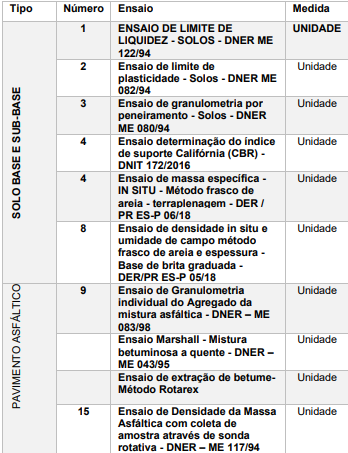 Tipo Número Ensaio Medida
SOLO BASE E SUB-BASE
1 ENSAIO DE LIMITE DE UNIDADE
LIQUIDEZ - SOLOS - DNER ME
122/94
2 Ensaio de limite de Unidade
plasticidade - Solos - DNER
ME 082/94
3 Ensaio de granulometria por Unidade
peneiramento - Solos - DNER
ME 080/94
4 Ensaio determinação do índice Unidade
de suporte Califórnia (CBR) -
DNIT 172/2016
4 Ensaio de massa específica - Unidade
IN SITU - Método frasco de
areia - terraplenagem - DER /
PR ES-P 06/18
8 Ensaio de densidade in situ e Unidade
umidade de campo método
frasco de areia e espessura -
Base de brita graduada -
DER/PR ES-P 05/18
PAVIMENTO ASFÁLTICO
9 Ensaio de Granulometria Unidade
individual do Agregado da
mistura asfáltica - DNER – ME
083/98
Ensaio Marshall - Mistura Unidade
betuminosa a quente - DNER –
ME 043/95
Ensaio de extração de betume- Unidade
Método Rotarex
15 Ensaio de Densidade da Massa Unidade
Asfáltica com coleta de
amostra através de sonda
rotativa - DNER – ME 117/94